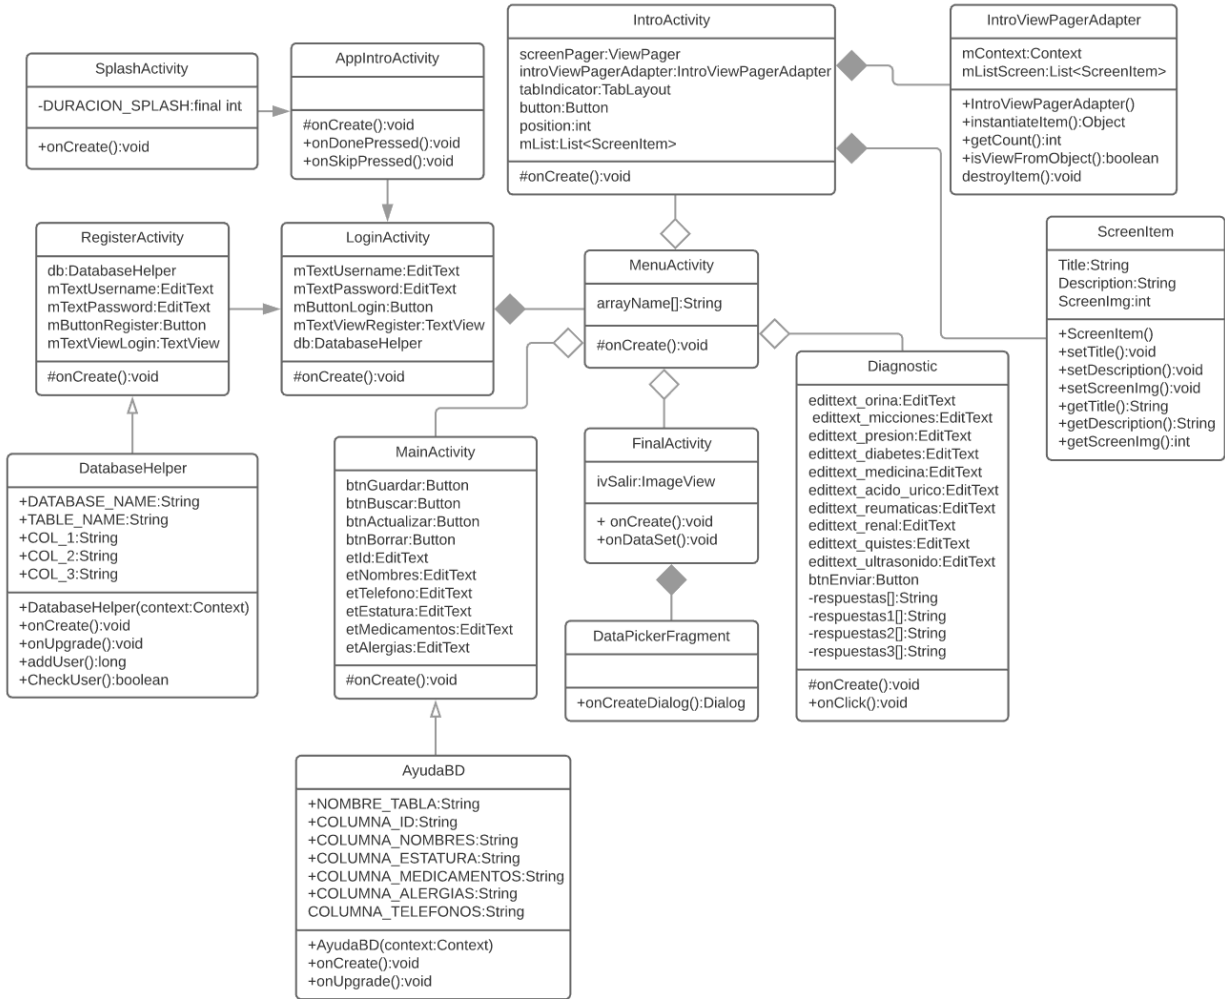 SplashActivity
-DURACION_SPLASH:final int
+onCreate():void
AppIntroActivity
#onCreate():void
+onDonePressed():void
+onSkipPressed():void
IntroActivity
screenPager:ViewPager
introViewPagerAdapter:IntroViewPagerAdapter
tabIndicator:TabLayout
button:Button
position:int
mList:List<ScreenItem>
#onCreate():void
IntroViewPagerAdapter
mContext:Context
mListScreen:List<ScreenItem>
+IntroViewPagerAdapter()
+instantiateItem():Object
+getCount():int
+isViewFromObject():boolean
destroyItem():void
RegisterActivity
db:DatabaseHelper
mTextUsername:EditText
mTextPassword:EditText
mButtonRegister:Button
mTextViewLogin:TextView
#onCreate():void
LoginActivity
mTextUsername:EditText
mTextPassword:EditText
mButtonLogin:Button
mTextViewRegister:TextView
db:DatabaseHelper
#onCreate():void
MenuActivity
arrayName[]:String
#onCreate():void
ScreenItem
Title:String
Description:String
ScreenImg:int
+ScreenItem()
+setTitle():void
+setDescription():void
+setScreenImg():void
+getTitle():String
+getDescription():String
+getScreenImg():int
DatabaseHelper
+DATABASE_NAME:String
+TABLE_NAME:String
+COL_1:String
+COL_2:String
+COL_3:String
+DatabaseHelper(context:Context)
+onCreate():void
+onUpgrade():void
+addUser():long
+CheckUser():boolean
MainActivity
btnGuardar:Button
btnBuscar:Button
btnActualizar:Button
btnBorrar:Button
etId:EditText
etNombres:EditText
etTelefono:EditText
etEstatura:EditText
etMedicamentos:EditText
etAlergias:EditText
#onCreate():void
FinalActivity
ivSalir:ImageView
+ onCreate():void
+onDataSet():void
DataPickerFragment
+onCreateDialog():Dialog
Diagnostic
edittext_orina:EditText
edittext_micciones:EditText
edittext_presion:EditText
edittext_diabetes:EditText
edittext_medicina:EditText
edittext_acido_urico:EditText
edittext_reumaticas:EditText
edittext_renal:EditText
edittext_quistes:EditText
edittext_ultrasonido:EditText
btnEnviar:Button
-respuestas[]:String
-respuestas1[]:String
-respuestas2[]:String
-respuestas3[]:String
#onCreate():void
+onClick():void
AyudaBD
+NOMBRE_TABLA:String
+COLUMNA_ID:String
+COLUMNA_NOMBRES:String
+COLUMNA_ESTATURA:String
+COLUMNA_MEDICAMENTOS:String
+COLUMNA_ALERGIAS:String
COLUMNA_TELEFONOS:String
+AyudaBD(context:Context)
+onCreate():void
+onUpgrade():void